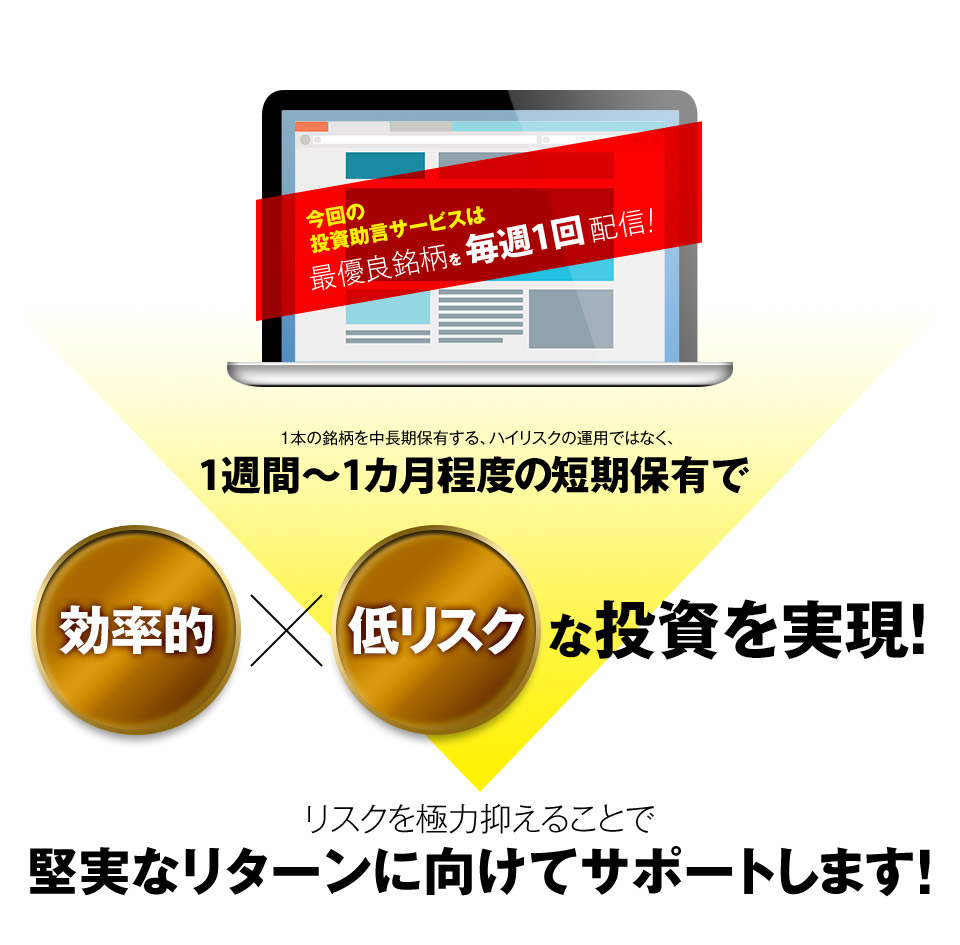 今回の
投資助言サービスは
最優良銘柄を毎週1回配信!
1本の銘柄を中長期保有する、ハイリスクの運用ではなく、
1週間～1カ月程度の短期保有で
効率的×低リスクな投資を実現!
リスクを極力抑えることで
堅実なリターンに向けてサポートします!